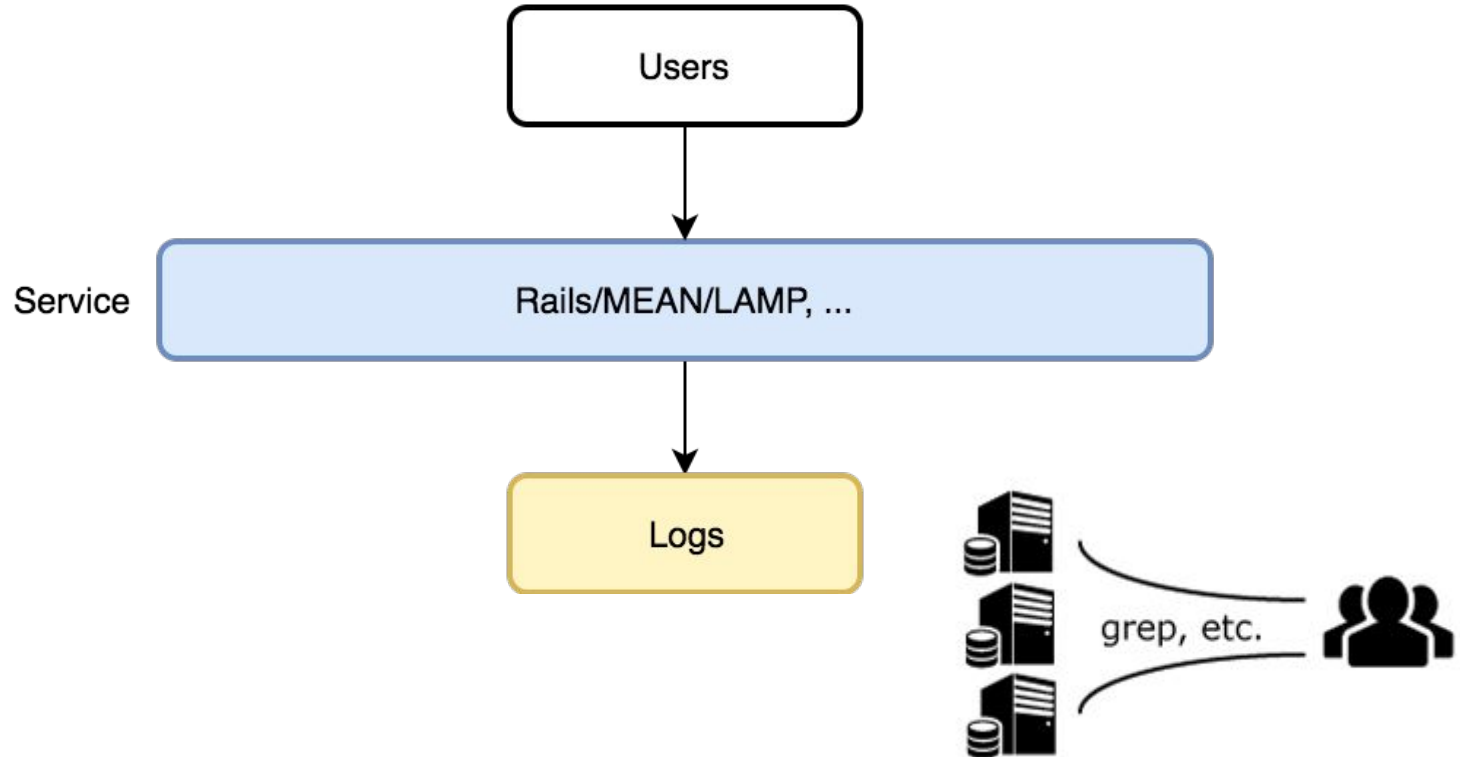 Users
Service
Rails/MEAN/LAMP, ...
Logs
grep, etc.